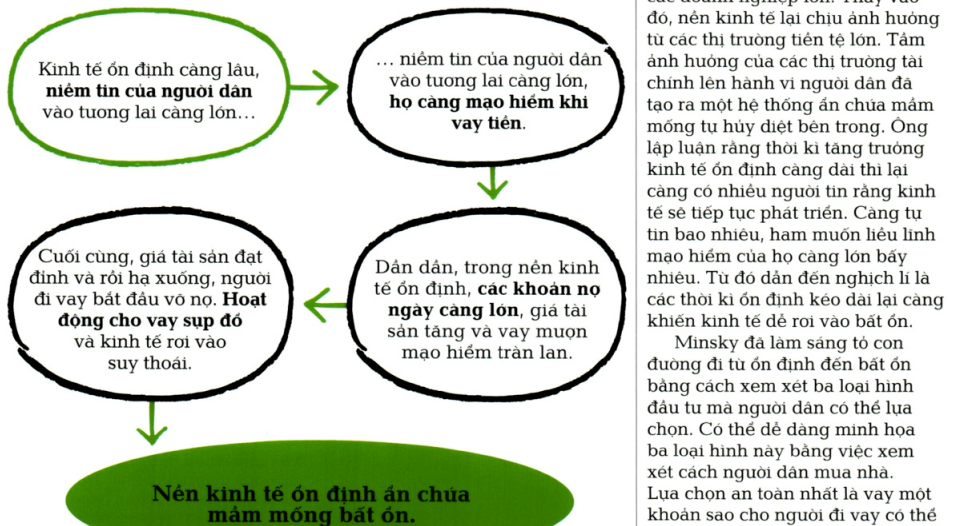 Kinh tế ổn định càng lâu,
niềm tin của người dân
vào tương lai càng lớn…
… niềm tin của người dân
vào tương lai càng lớn,
họ càng mạo hiểm khi
vay tiền.
Dần dần, trong nền kinh
tế ổn định, các khoản nợ
ngày càng lớn, giá tài
sản tăng và vay mượn
mạo hiểm tràn lan.
Cuối cùng, giá tài sản đạt
đỉnh và rồi hạ xuống, người
đi vay bắt đầu vỡ nợ. Hoạt
động cho vay sụp đổ
và kinh tế rơi vào
suy thoái.
Nền kinh tế ổn định ẩn chứa
mầm mống bất ổn.
các doanh nghiệp lớn. Thay vào
đó, nền kinh tế lại chịu ảnh hưởng
từ các thị trường tiền tệ lớn. Tầm
ảnh hưởng của các thị trường tài
chính lên hành vi người dân đã
tạo ra một hệ thống ẩn chứa mầm
mống tự hủy diệt bên trong. Ông
lập luận rằng thời kì tăng trưởng
kinh tế ổn định càng dài thì lại
càng có nhiều người tin rằng kinh
tế sẽ tiếp tục phát triển. Càng tự
tin bao nhiêu, ham muốn liều lĩnh
mạo hiểm của họ càng lớn bấy
nhiêu. Từ đó dẫn đến nghịch lí là
các thời kì ổn định kéo dài lại càng
khiến kinh tế dễ rơi vào bất ổn.
Minsky đã làm sáng tỏ con
đường đi từ ổn định đến bất ổn
bằng cách xem xét ba loại hình
đầu tư mà người dân có thể lựa
chọn. Có thể dễ dàng minh họa
ba loại hình này bằng việc xem
xét cách người dân mua nhà.
Lựa chọn an toàn nhất là vay một
khoản sao cho người đi vay có thể